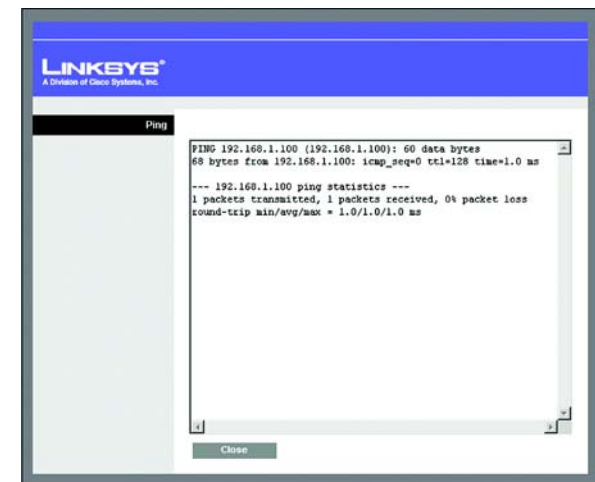 LINKSYS®
A Division of Cisco Systems, Inc.
Ping
PING 192.168.1.100 (192.168.1.100): 60 data bytes
68 bytes from 192.168.1.100: icmp_seq=0 ttl=128 time=1.0 ms
--- 192.168.1.100 ping statistics ---
1 packets transmitted, 1 packets received, 0% packet loss
round-trip min/avg/max = 1.0/1.0/1.0 ms
Close